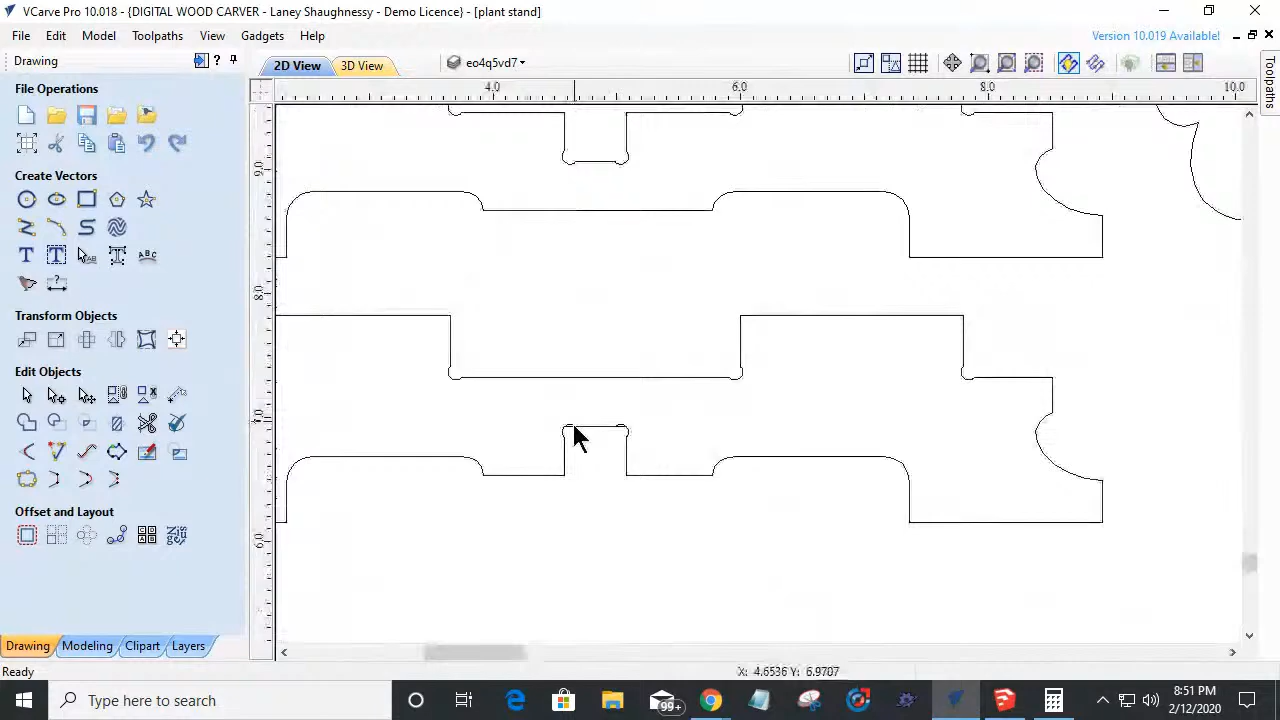 VCarve Pro 10.018 - {DIGITAL WOOD CARVER - Laney Shaughnessy - Demo Licence} - [plant stand]
File Edit Model Toolpaths View Gadgets Help
Version 10.019 Available!
Drawing
?
2D View
3D View
eo4q5vd7
4.0 6.0 8.0 10.0
File Operations
Create Vectors
T T AB T ABC
?
Transform Objects
Edit Objects
Offset and Layout
Drawing Modeling Clipart Layers
9.0
8.0
6.0
Toolpaths
Ready
X: 4.6536 Y: 6.9707
Type here to search
99+
8:51 PM
2/12/2020